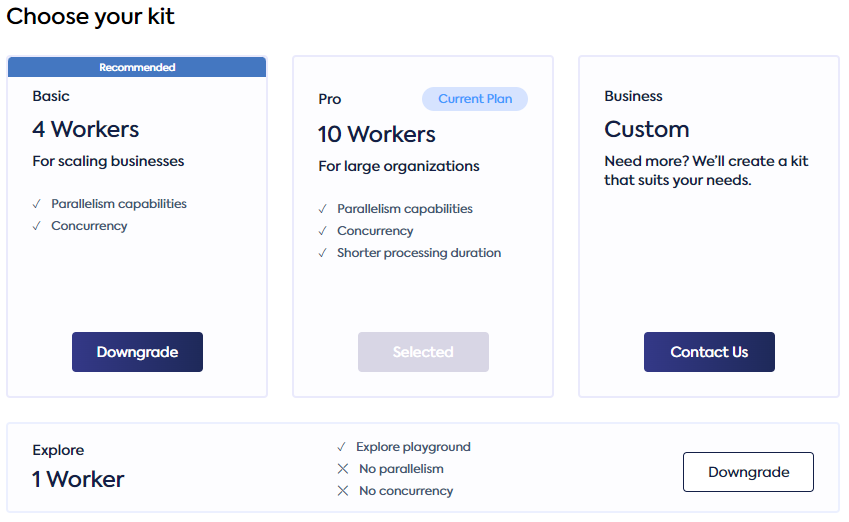 Choose your kit
Recommended
Basic
4 Workers
For scaling businesses
✓ Parallelism capabilities
✓ Concurrency
Downgrade
Pro
Current Plan
10 Workers
For large organizations
✓ Parallelism capabilities
✓ Concurrency
✓ Shorter processing duration
Selected
Business
Custom
Need more? We’ll create a kit
that suits your needs.
Contact Us
Explore
1 Worker
✓ Explore playground
✕ No parallelism
✕ No concurrency
Downgrade